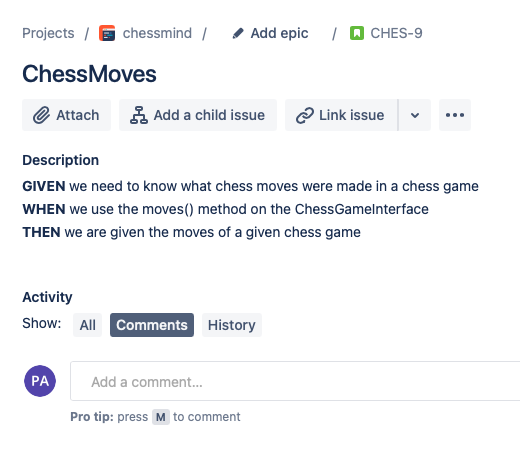 Projects / chessmind / Add epic / CHES-9
ChessMoves
Attach Add a child issue Link issue
Description
GIVEN we need to know what chess moves were made in a chess game
WHEN we use the moves() method on the ChessGameInterface
THEN we are given the moves of a given chess game
Activity
Show: All Comments History
PA Add a comment...
Pro tip: press M to comment